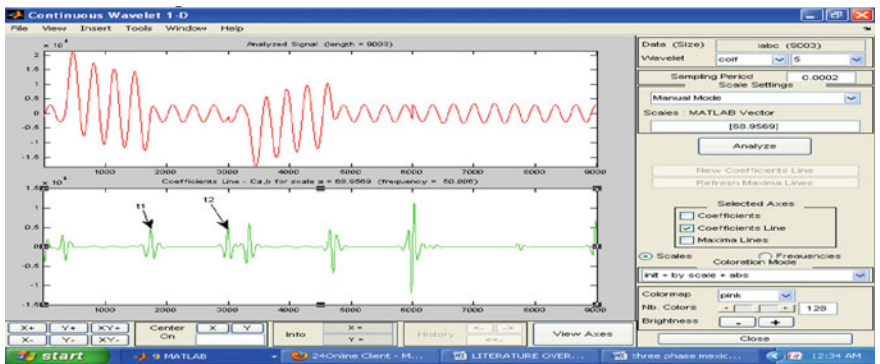 Continuous Wavelet 1-D
File View Insert Tools Window Help
x 10^4
Analyzed Signal (length = 9003)
2
1.5
1
0.5
0
-0.5
-1
-1.5
1000 2000 3000 4000 5000 6000 7000 8000 9000
x 10^4
Coefficients Line - Ca,b for scale a = 68.9569 (frequency = 50.006)
1.5
1
0.5
0
-0.5
-1
-1.5
t1
t2
1000 2000 3000 4000 5000 6000 7000 8000 9000
Data (Size) iabc (9003)
Wavelet coif 5
Sampling Period 0.0002
Scale Settings
Manual Mode
Scales : MATLAB Vector
[68.9569]
Analyze
New Coefficients Line
Refresh Maxima Lines
Selected Axes
Coefficients
Coefficients Line
Maxima Lines
Scales Frequencies
Coloration Mode
init + by scale + abs
Colormap pink
Nb. Colors 128
Brightness - +
Close
X+ Y+ XY+
X- Y- XY-
Center On X Y
Info X = Y =
History <- -> <<-
View Axes
start
9 MATLAB
24Online Client - M...
LITERATURE OVER...
three phase mexic...
12:34 AM